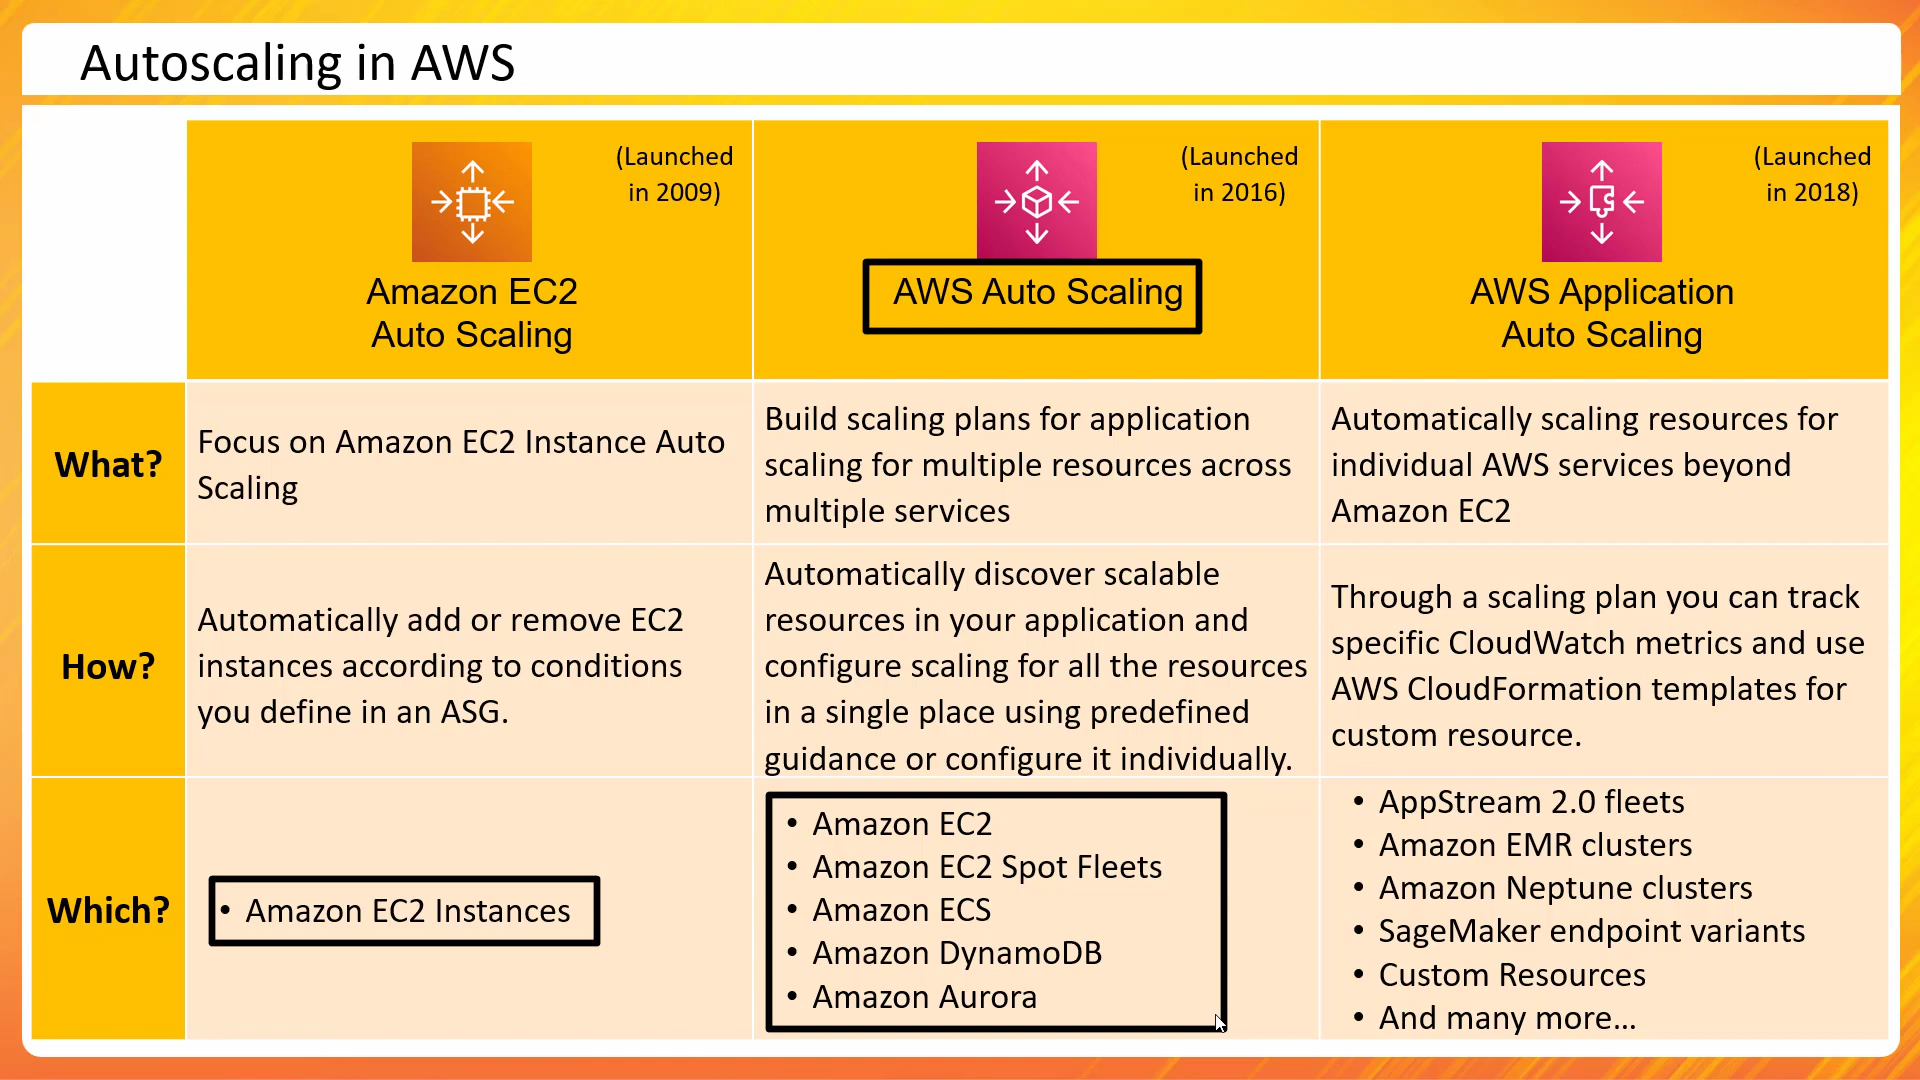 Autoscaling in AWS
(Launched
in 2009)
Amazon EC2
Auto Scaling
(Launched
in 2016)
AWS Auto Scaling
(Launched
in 2018)
AWS Application
Auto Scaling
What?
Focus on Amazon EC2 Instance Auto
Scaling
Build scaling plans for application
scaling for multiple resources across
multiple services
Automatically scaling resources for
individual AWS services beyond
Amazon EC2
How?
Automatically add or remove EC2
instances according to conditions
you define in an ASG.
Automatically discover scalable
resources in your application and
configure scaling for all the resources
in a single place using predefined
guidance or configure it individually.
Through a scaling plan you can track
specific CloudWatch metrics and use
AWS CloudFormation templates for
custom resource.
Which?
• Amazon EC2 Instances
• Amazon EC2
• Amazon EC2 Spot Fleets
• Amazon ECS
• Amazon DynamoDB
• Amazon Aurora
• AppStream 2.0 fleets
• Amazon EMR clusters
• Amazon Neptune clusters
• SageMaker endpoint variants
• Custom Resources
• And many more…